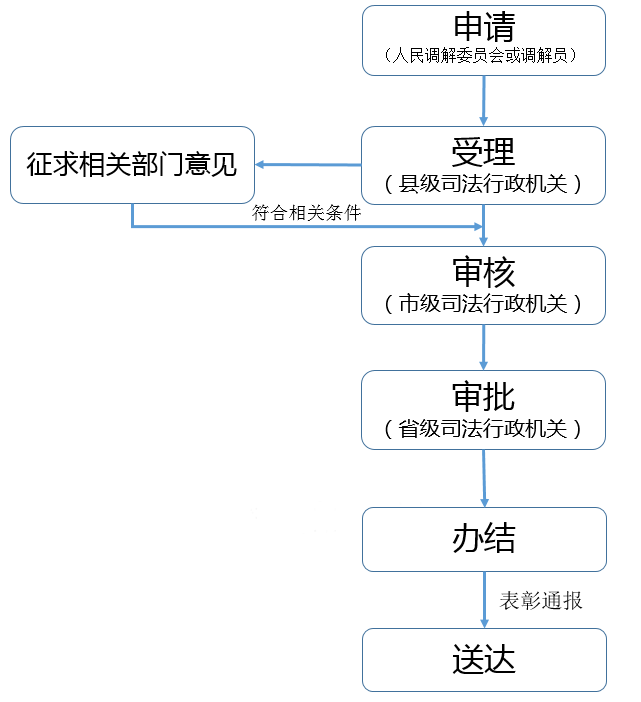 申请
（人民调解委员会或调解员）
受理
（县级司法行政机关）
征求相关部门意见
符合相关条件
审核
（市级司法行政机关）
审批
（省级司法行政机关）
办结
表彰通报
送达